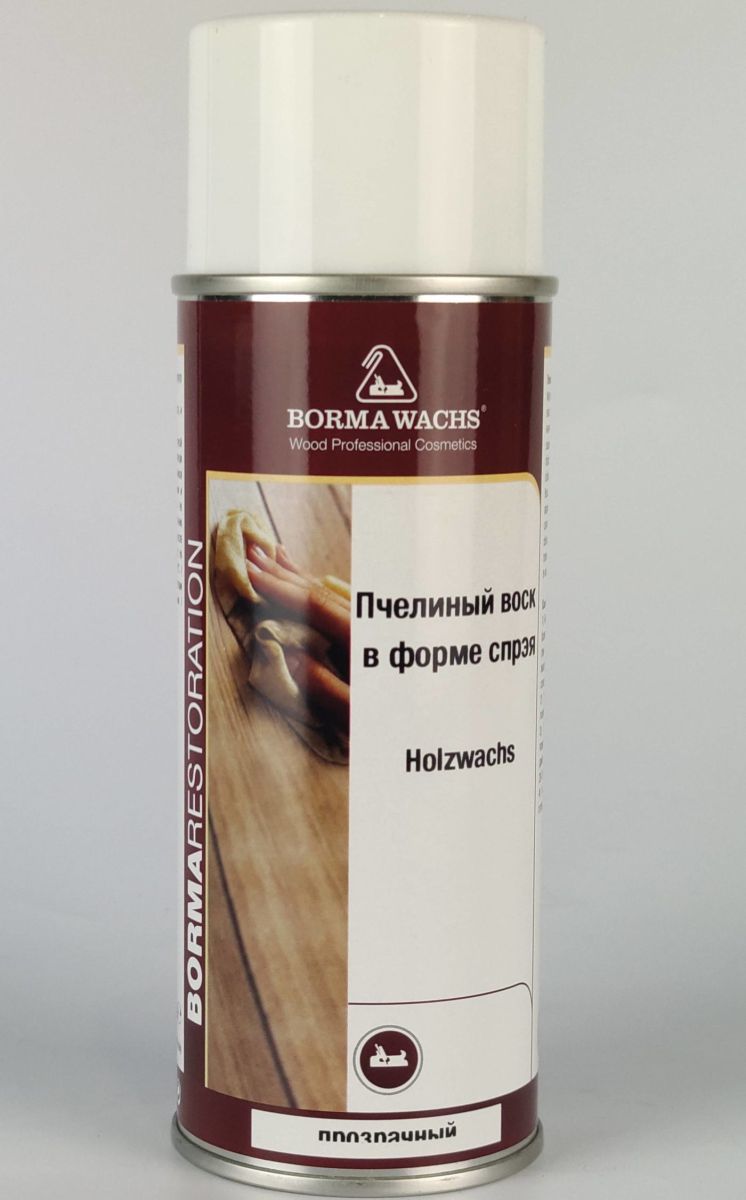 BORMA WACHS®
Wood Professional Cosmetics
BORMARESTORATION
Пчелиный воск
в форме спрэя
Holzwachs
прозрачный